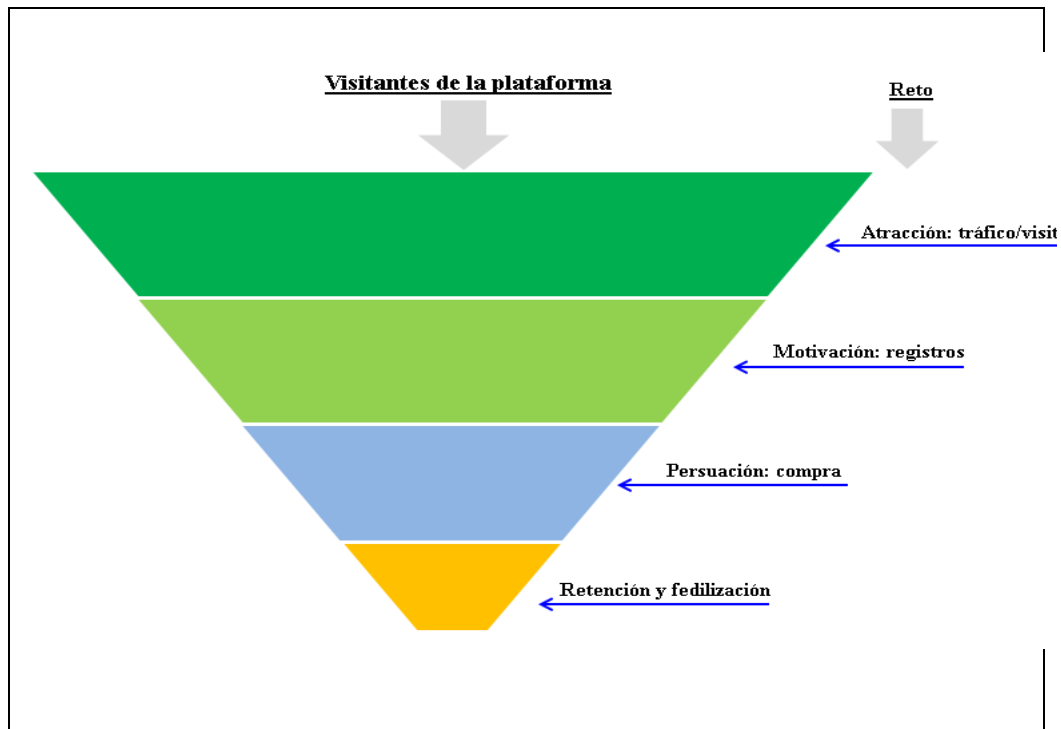 Visitantes de la plataforma
Reto
Atracción: tráfico/visit
Motivación: registros
Persuación: compra
Retención y fedilización